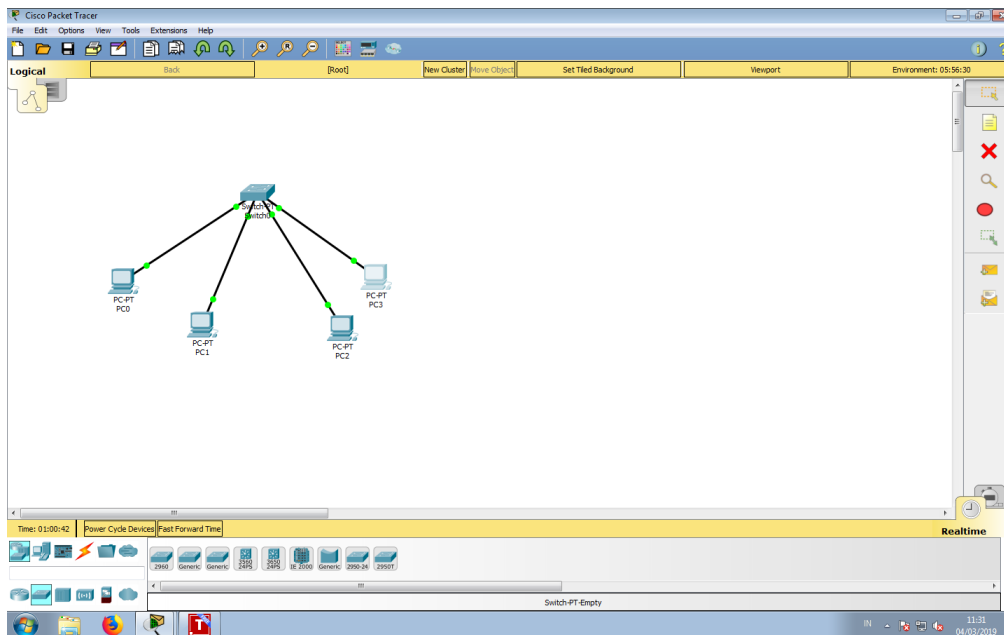 Cisco Packet Tracer
File Edit Options View Tools Extensions Help
Logical Back [Root] New Cluster Move Object Set Tiled Background Viewport Environment: 05:56:30
Switch-PT
Switch0
PC-PT
PC0
PC-PT
PC1
PC-PT
PC2
PC-PT
PC3
Time: 01:00:42 Power Cycle Devices Fast Forward Time Realtime
2960 Generic Generic 3560 24PS 3650 24PS IE 2000 Generic 2950-24 2950T
Switch-PT-Empty
IN 11:31
04/03/2019